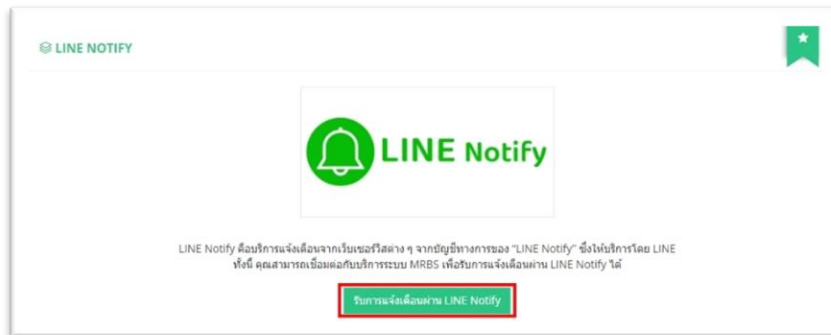 LINE NOTIFY
LINE Notify
LINE Notify คือบริการแจ้งเตือนจากเว็บเซอร์วิสต่าง ๆ จากบัญชีทางการของ "LINE Notify" ซึ่งให้บริการโดย LINE
ทั้งนี้ คุณสามารถเชื่อมต่อกับบริการระบบ MRBS เพื่อรับการแจ้งเตือนผ่าน LINE Notify ได้
รับการแจ้งเตือนผ่าน LINE Notify